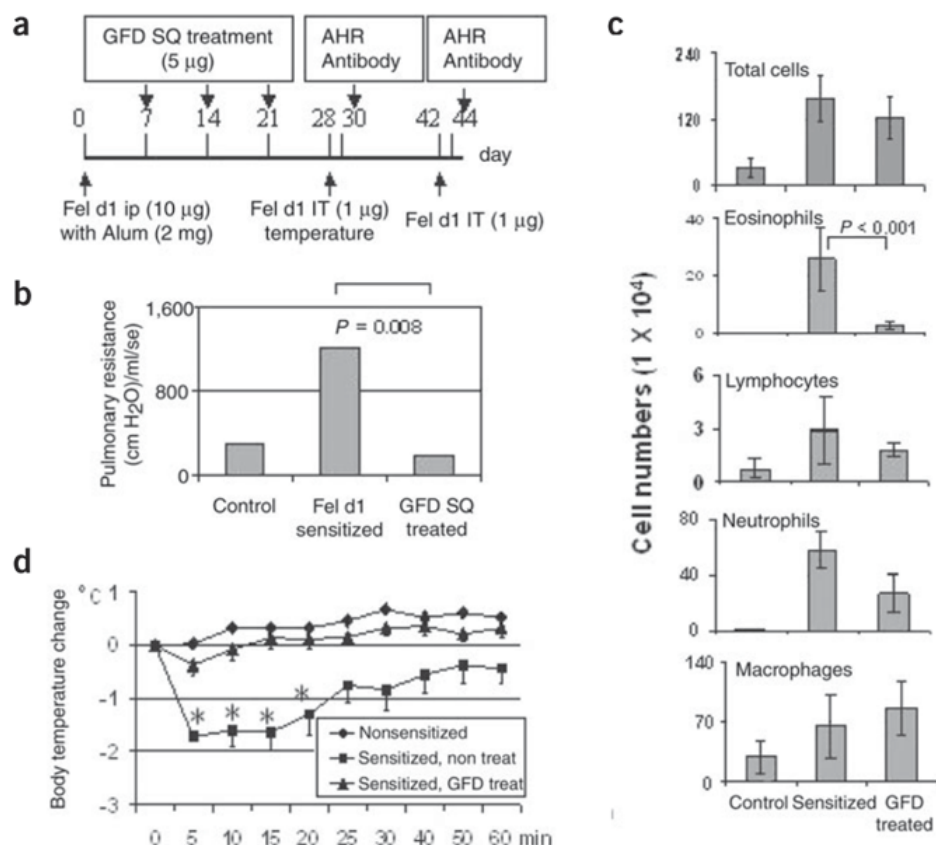 a
GFD SQ treatment
(5 μg)
AHR
Antibody
AHR
Antibody
0 7 14 21 28 30 42 44
day
Fel d1 ip (10 μg)
with Alum (2 mg)
Fel d1 IT (1 μg)
temperature
Fel d1 IT (1 μg)
b
Pulmonary resistance
(cm H2O)/ml/se
1,600
800
0
P = 0.008
Control
Fel d1
sensitized
GFD SQ
treated
c
Cell numbers (1 X 10⁴)
Total cells
240
120
0
Eosinophils
P < 0.001
40
20
0
Lymphocytes
6
3
0
Neutrophils
80
40
0
Macrophages
140
70
0
Control Sensitized GFD
treated
d
Body temperature change
°C 1
0
-1
-2
-3
* * * *
Nonsensitized
Sensitized, non treat
Sensitized, GFD treat
0 5 10 15 20 25 30 40 50 60 min